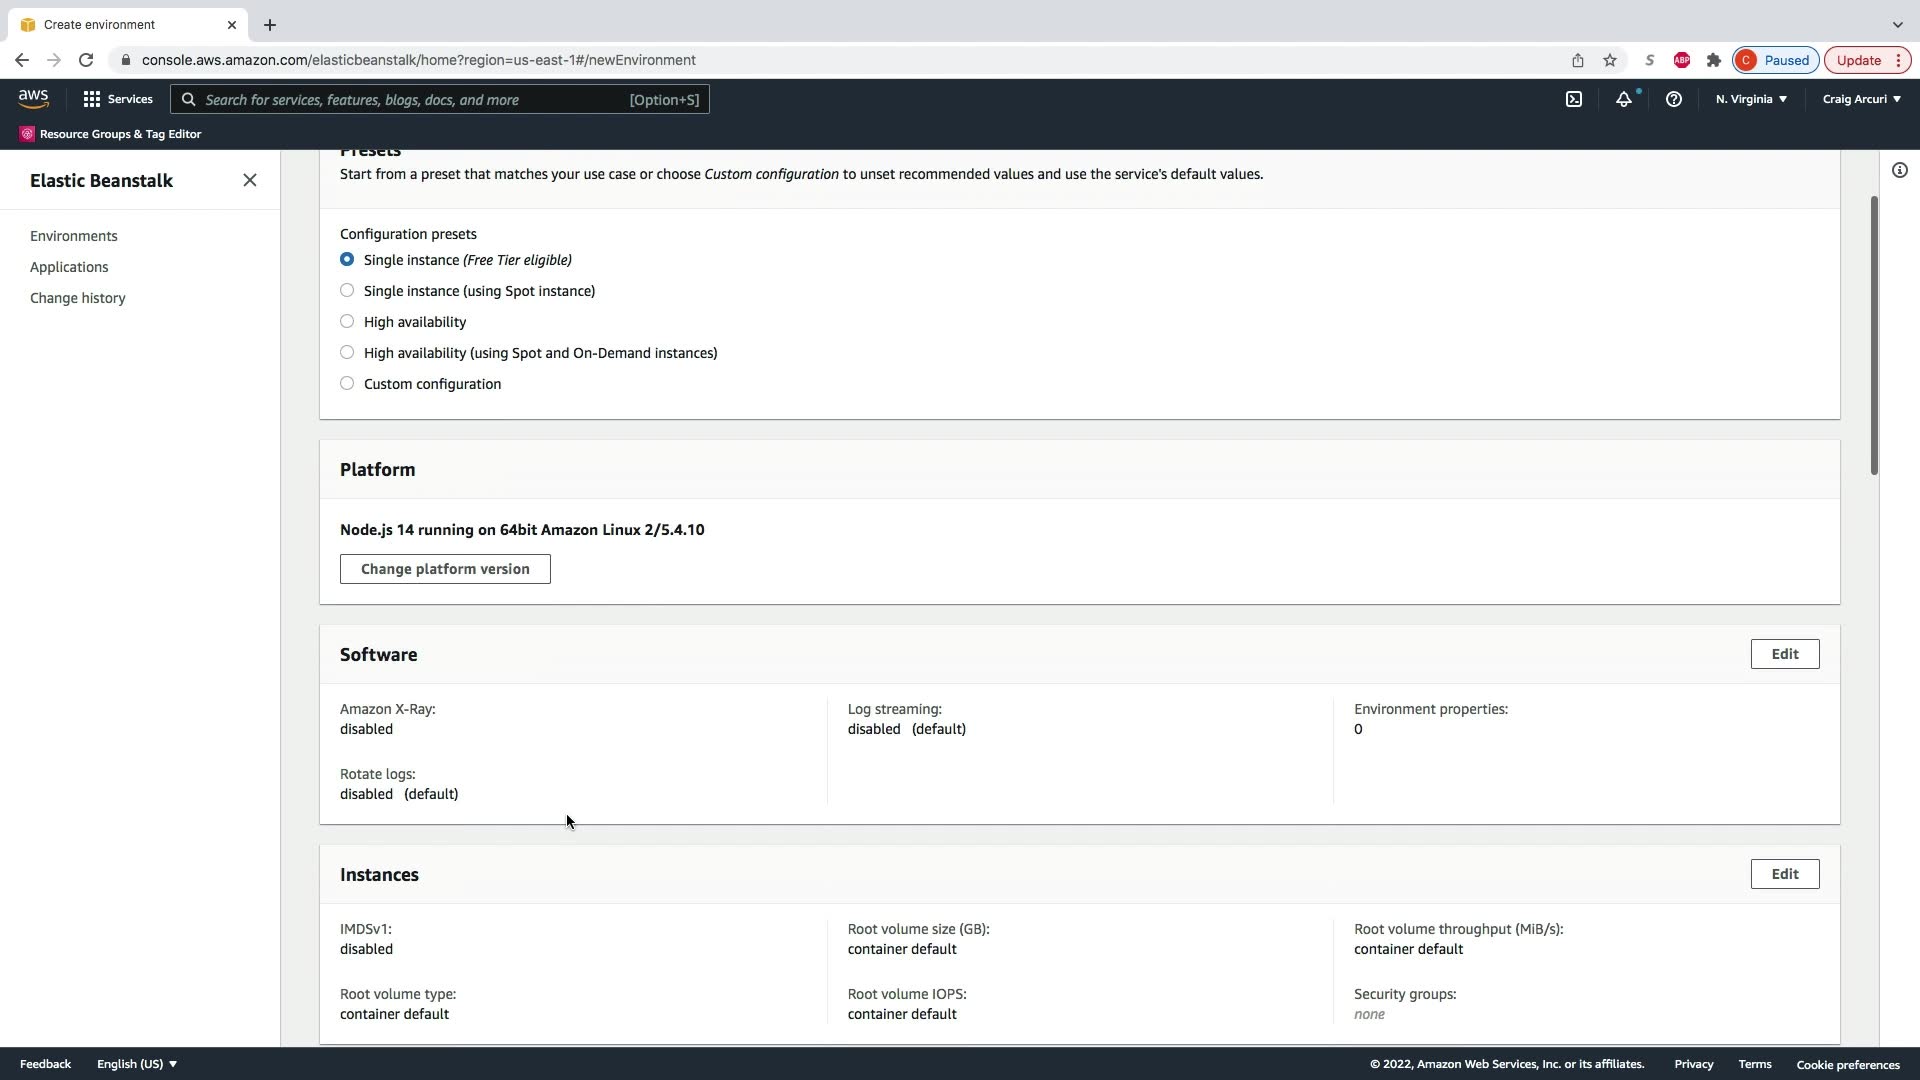 Create environment
console.aws.amazon.com/elasticbeanstalk/home?region=us-east-1#/newEnvironment
S
ABP
C
Paused
Update
aws
Services
Search for services, features, blogs, docs, and more
[Option+S]
N. Virginia
Craig Arcuri
Resource Groups & Tag Editor
Elastic Beanstalk
Environments
Applications
Change history
Presets
Start from a preset that matches your use case or choose Custom configuration to unset recommended values and use the service's default values.
Configuration presets
Single instance (Free Tier eligible)
Single instance (using Spot instance)
High availability
High availability (using Spot and On-Demand instances)
Custom configuration
Platform
Node.js 14 running on 64bit Amazon Linux 2/5.4.10
Change platform version
Software
Edit
Amazon X-Ray:
disabled
Log streaming:
disabled (default)
Environment properties:
0
Rotate logs:
disabled (default)
Instances
Edit
IMDSv1:
disabled
Root volume size (GB):
container default
Root volume throughput (MiB/s):
container default
Root volume type:
container default
Root volume IOPS:
container default
Security groups:
none
Feedback
English (US)
© 2022, Amazon Web Services, Inc. or its affiliates.
Privacy
Terms
Cookie preferences